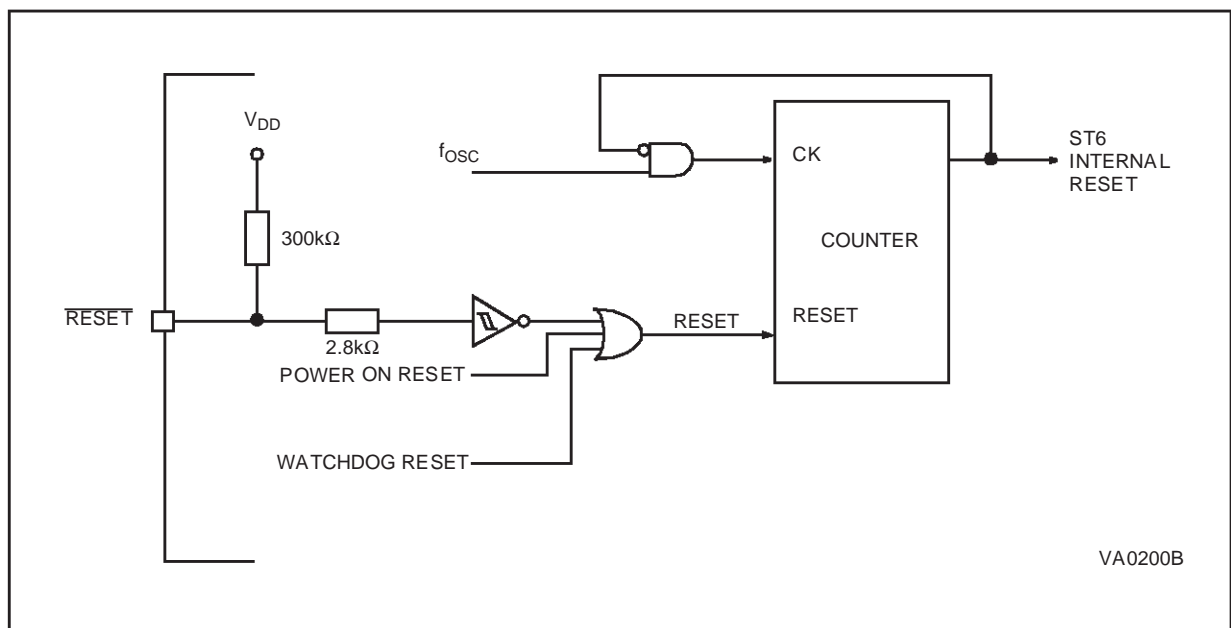 V_DD
f_OSC
CK
ST6
INTERNAL
RESET
300kΩ
COUNTER
RESET
2.8kΩ
RESET
RESET
POWER ON RESET
WATCHDOG RESET
VA0200B